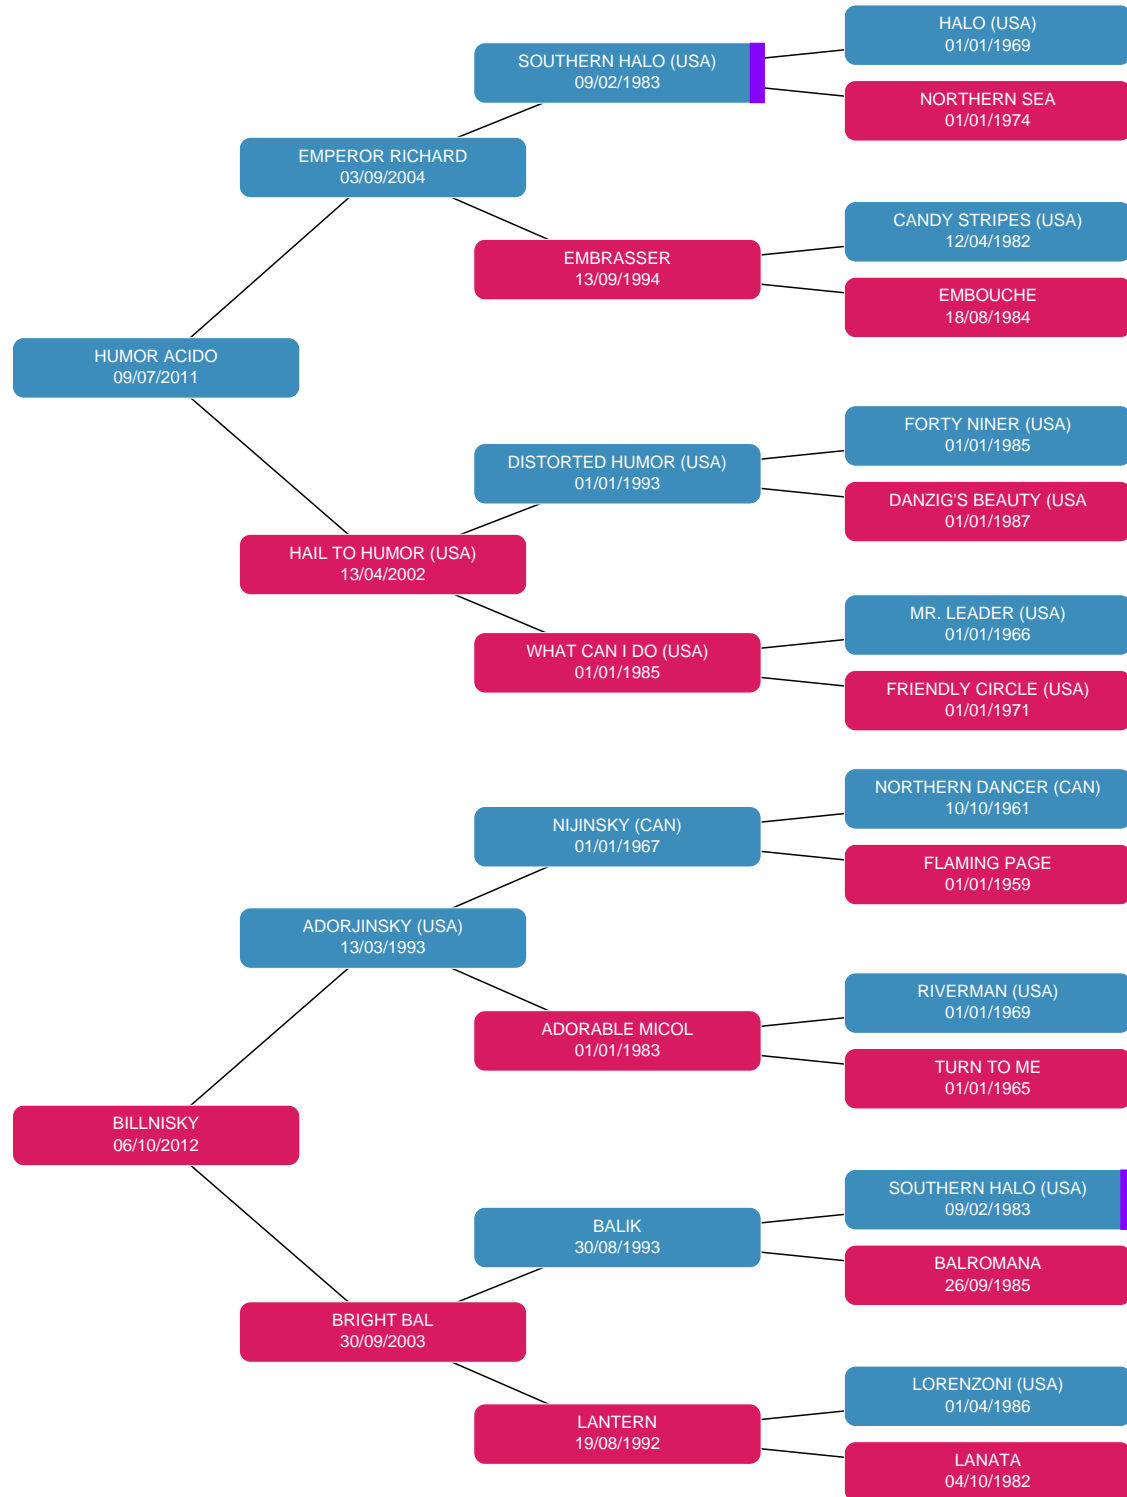 HALO (USA)
01/01/1969
SOUTHERN HALO (USA)
09/02/1983
NORTHERN SEA
01/01/1974
EMPEROR RICHARD
03/09/2004
CANDY STRIPES (USA)
12/04/1982
EMBRASSER
13/09/1994
EMBOUCHE
18/08/1984
HUMOR ACIDO
09/07/2011
FORTY NINER (USA)
01/01/1985
DISTORTED HUMOR (USA)
01/01/1993
DANZIG'S BEAUTY (USA
01/01/1987
HAIL TO HUMOR (USA)
13/04/2002
MR. LEADER (USA)
01/01/1966
WHAT CAN I DO (USA)
01/01/1985
FRIENDLY CIRCLE (USA)
01/01/1971
NORTHERN DANCER (CAN)
10/10/1961
NIJINSKY (CAN)
01/01/1967
FLAMING PAGE
01/01/1959
ADORJINSKY (USA)
13/03/1993
RIVERMAN (USA)
01/01/1969
ADORABLE MICOL
01/01/1983
TURN TO ME
01/01/1965
BILLNISKY
06/10/2012
SOUTHERN HALO (USA)
09/02/1983
BALIK
30/08/1993
BALROMANA
26/09/1985
BRIGHT BAL
30/09/2003
LORENZONI (USA)
01/04/1986
LANTERN
19/08/1992
LANATA
04/10/1982